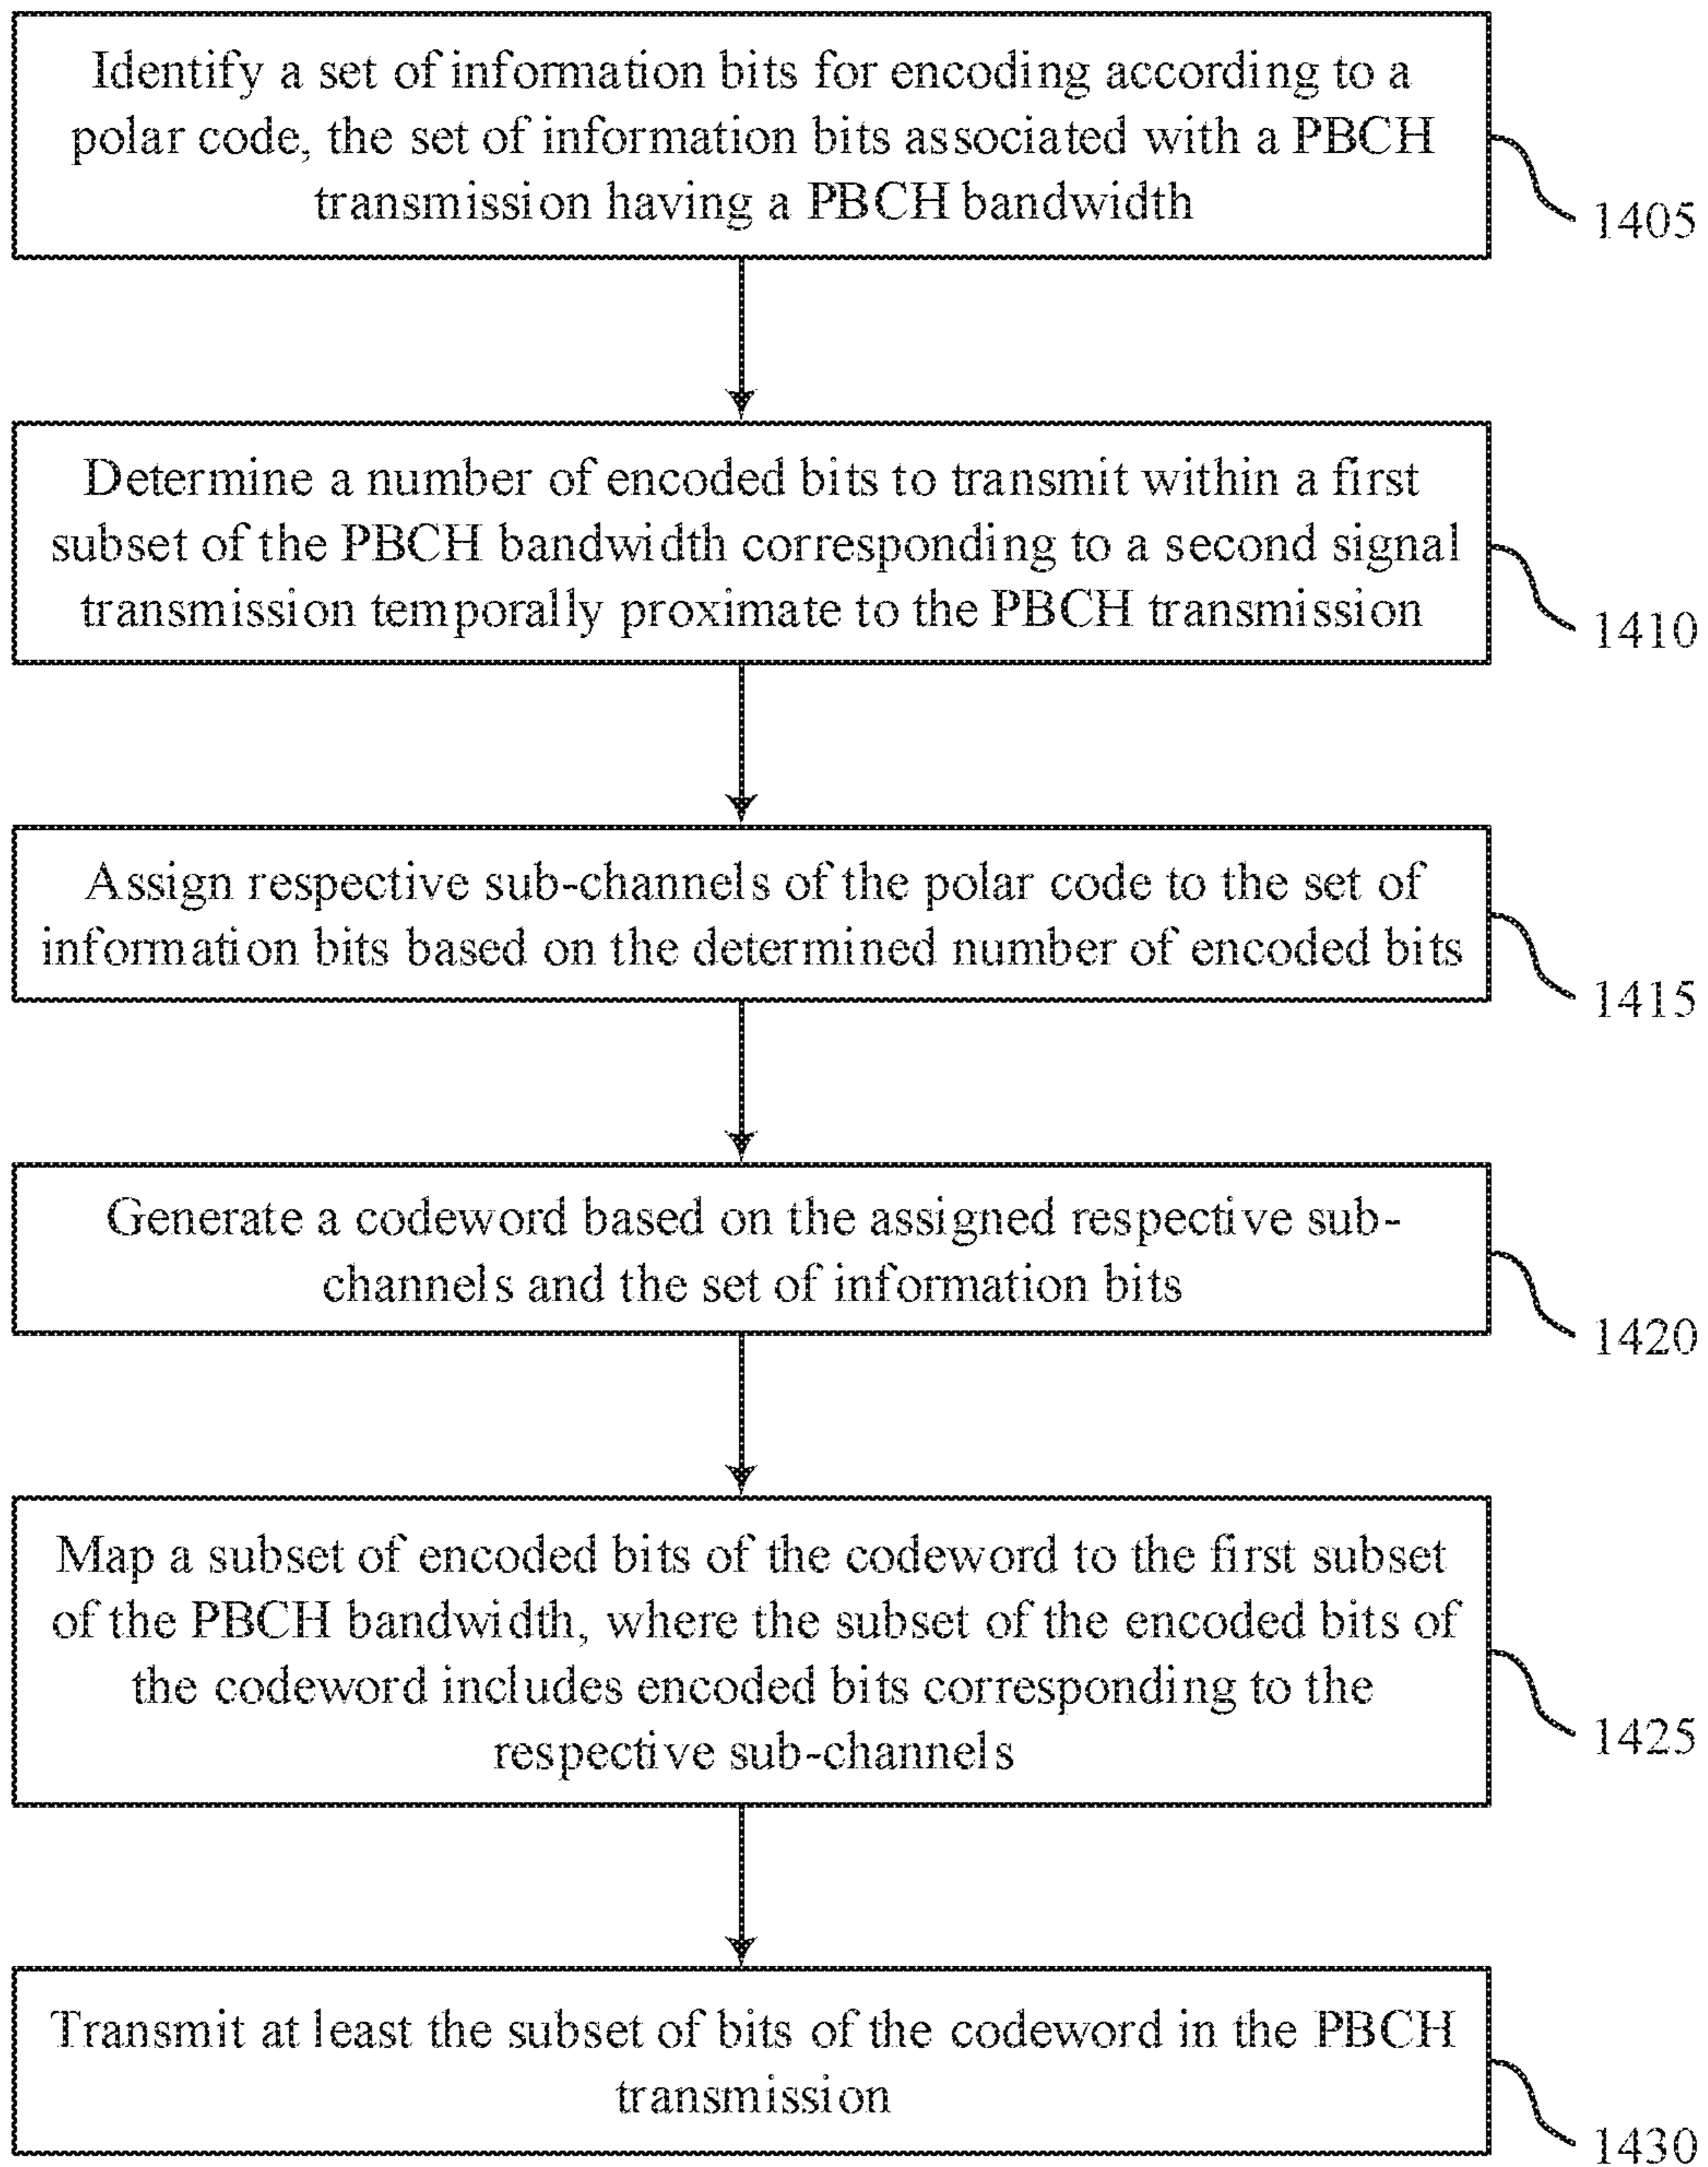 Identify a set of information bits for encoding according to a
polar code, the set of information bits associated with a PBCH
transmission having a PBCH bandwidth
1405
Determine a number of encoded bits to transmit within a first
subset of the PBCH bandwidth corresponding to a second signal
transmission temporally proximate to the PBCH transmission
1410
Assign respective sub-channels of the polar code to the set of
information bits based on the determined number of encoded bits
1415
Generate a codeword based on the assigned respective sub-
channels and the set of information bits
1420
Map a subset of encoded bits of the codeword to the first subset
of the PBCH bandwidth, where the subset of the encoded bits of
the codeword includes encoded bits corresponding to the
respective sub-channels
1425
Transmit at least the subset of bits of the codeword in the PBCH
transmission
1430